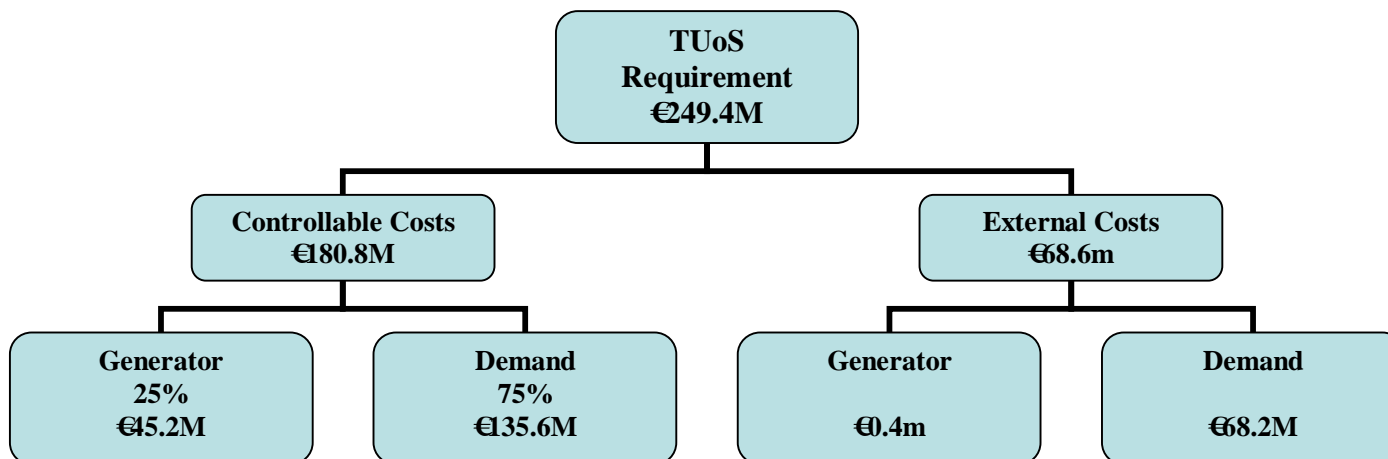 TUoS
Requirement
€249.4M
Controllable Costs
€180.8M
External Costs
€68.6m
Generator
25%
€45.2M
Demand
75%
€135.6M
Generator
€0.4m
Demand
€68.2M